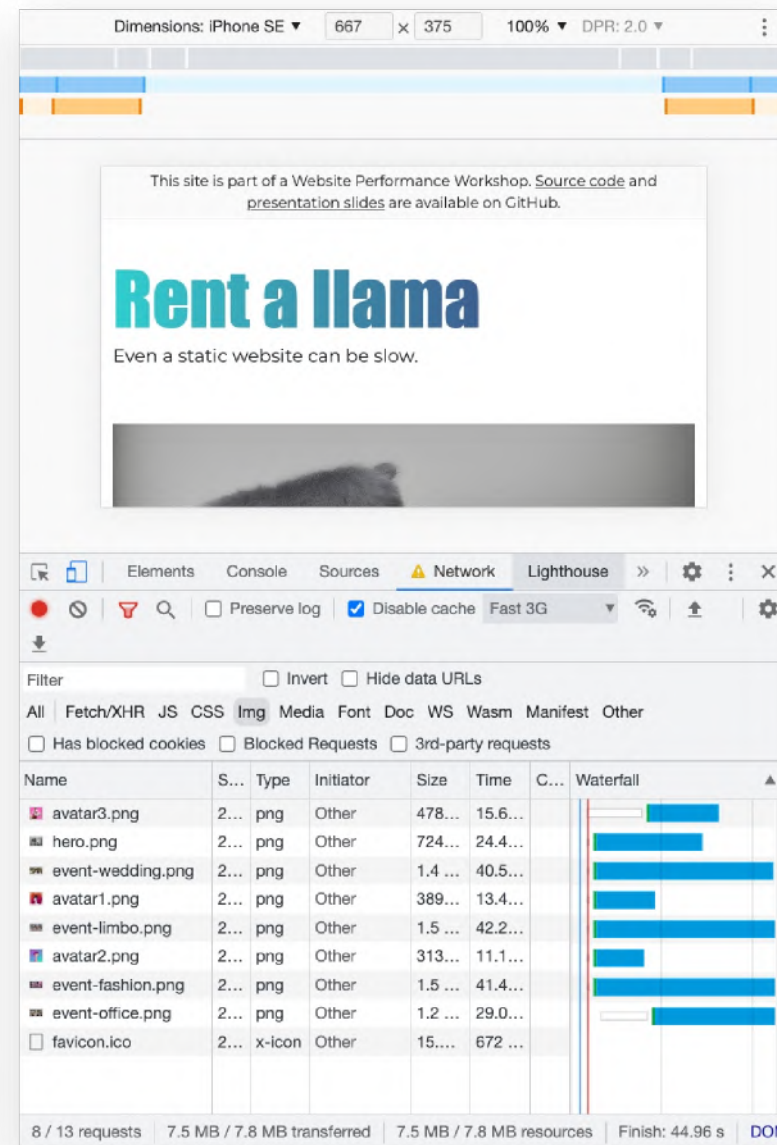 Dimensions: iPhone SE ▼ 667 × 375 100% ▼ DPR: 2.0 ▼
This site is part of a Website Performance Workshop. Source code and
presentation slides are available on GitHub.
Rent a llama
Even a static website can be slow.
Elements Console Sources Network Lighthouse »
Preserve log Disable cache Fast 3G ▼
Filter Invert Hide data URLs
All Fetch/XHR JS CSS Img Media Font Doc WS Wasm Manifest Other
Has blocked cookies Blocked Requests 3rd-party requests
Name S... Type Initiator Size Time C... Waterfall
avatar3.png 2... png Other 478... 15.6...
hero.png 2... png Other 724... 24.4...
event-wedding.png 2... png Other 1.4 ... 40.5...
avatar1.png 2... png Other 389... 13.4...
event-limbo.png 2... png Other 1.5 ... 42.2...
avatar2.png 2... png Other 313... 11.1...
event-fashion.png 2... png Other 1.5 ... 41.4...
event-office.png 2... png Other 1.2 ... 29.0...
favicon.ico 2... x-icon Other 15.... 672 ...
8 / 13 requests 7.5 MB / 7.8 MB transferred 7.5 MB / 7.8 MB resources Finish: 44.96 s